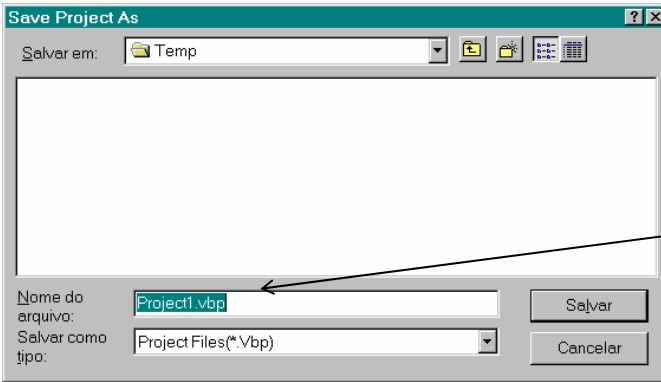 Save Project As
Salvar em:
Temp
Nome do
arquivo:
Project1.vbp
Salvar
Salvar como
tipo:
Project Files(*.Vbp)
Cancelar